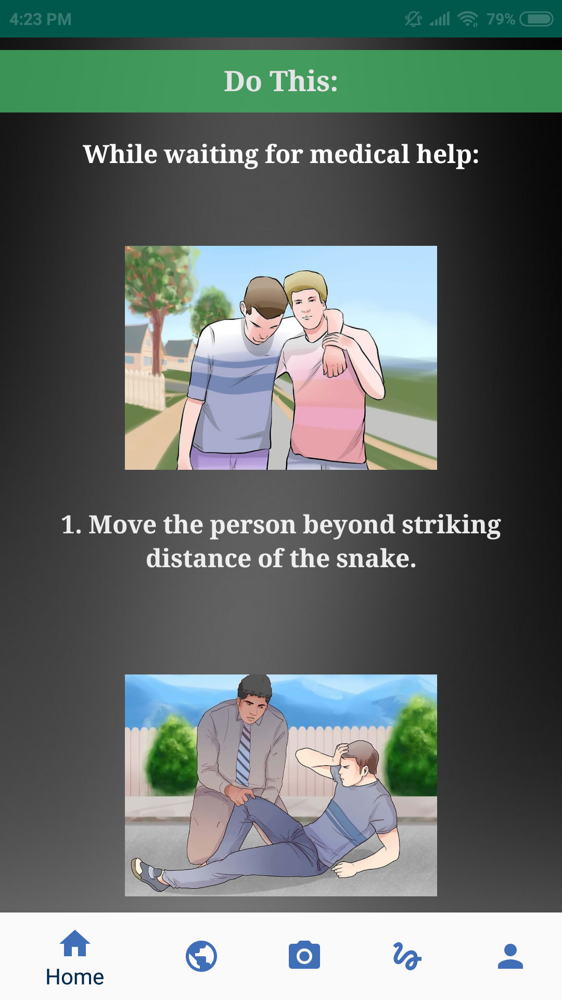 4:23 PM
79%
Do This:
While waiting for medical help:
1. Move the person beyond striking
distance of the snake.
Home